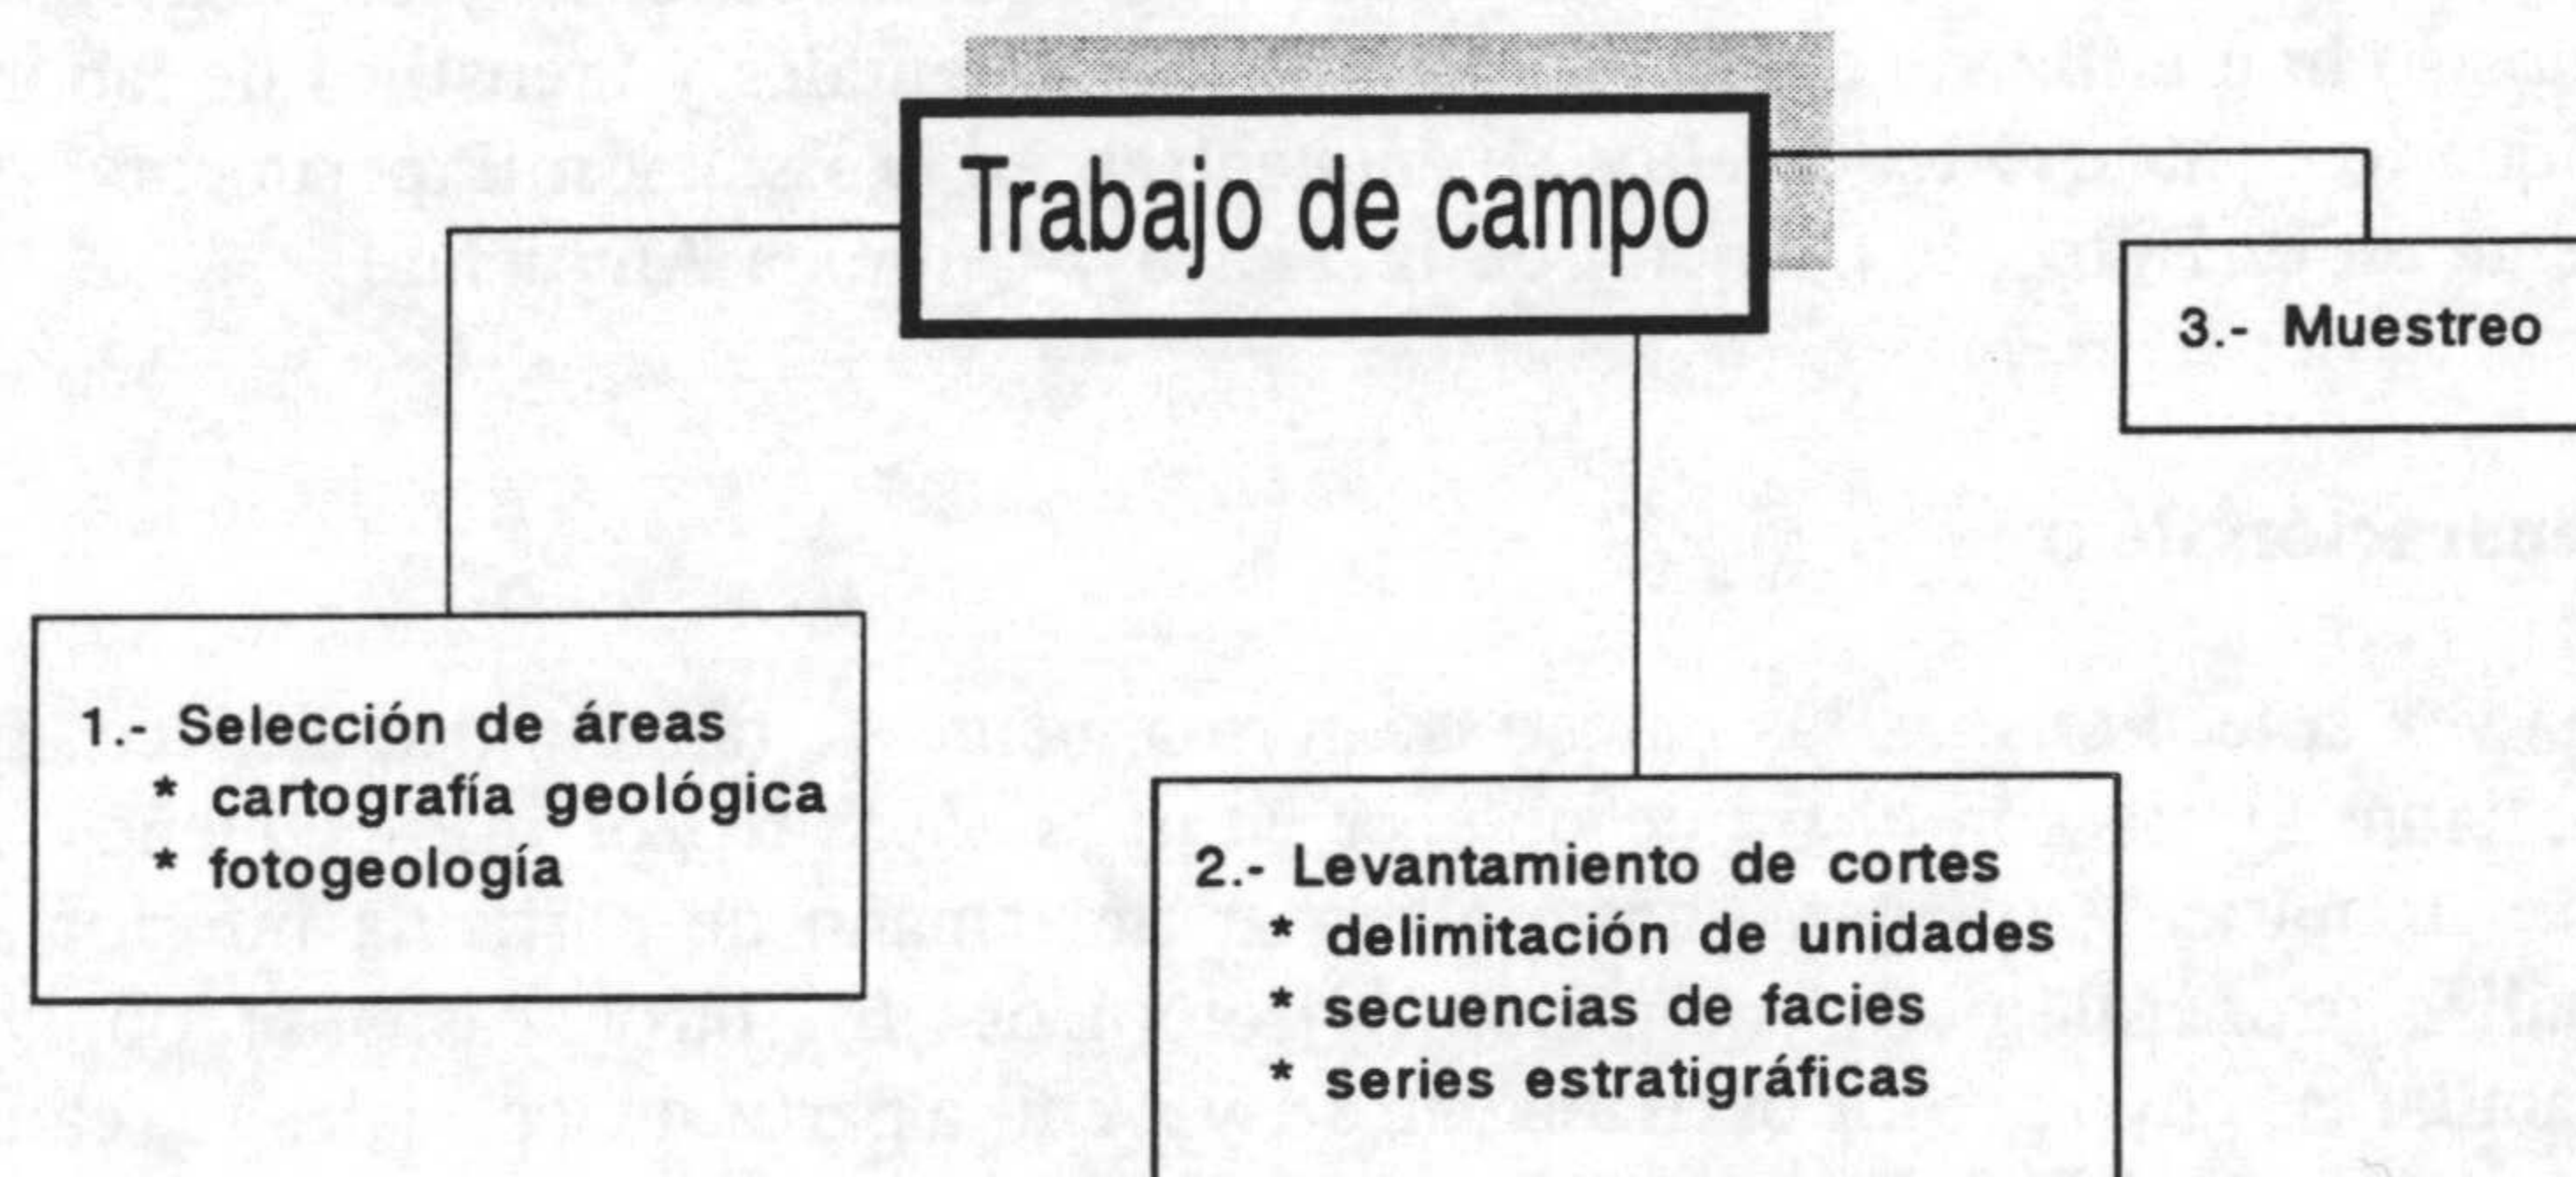 Trabajo de campo
3.- Muestreo
1.- Selección de áreas
* cartografía geológica
* fotogeología
2.- Levantamiento de cortes
* delimitación de unidades
* secuencias de facies
* series estratigráficas